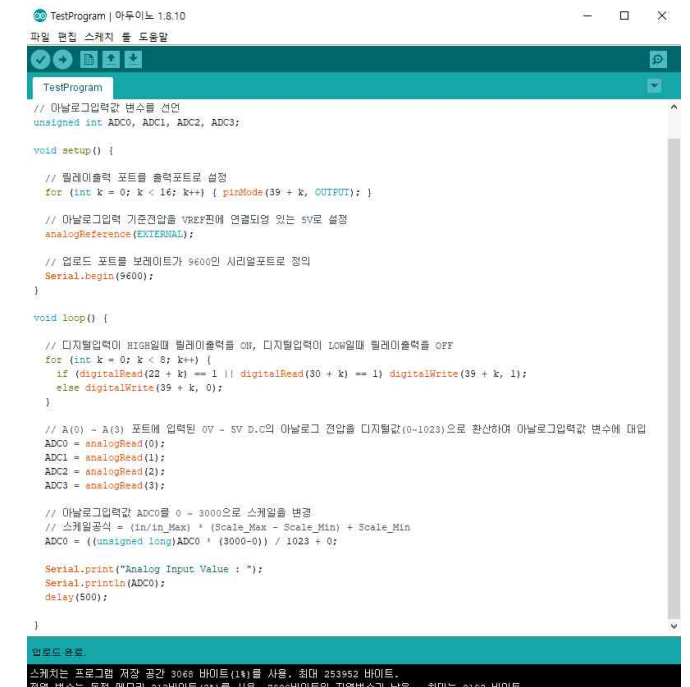 TestProgram | 아두이노 1.8.10
파일 편집 스케치 툴 도움말
TestProgram
// 아날로그입력값 변수를 선언
unsigned int ADC0, ADC1, ADC2, ADC3;
void setup() {
// 릴레이출력 포트를 출력포트로 설정
for (int k = 0; k < 16; k++) { pinMode(39 + k, OUTPUT); }
// 아날로그입력 기준전압을 VREF핀에 연결되엉 있는 5V로 설정
analogReference(EXTERNAL);
// 업로드 포트를 보레이트가 9600인 시리얼포트로 정의
Serial.begin(9600);
}
void loop() {
// 디지털입력이 HIGH일때 릴레이출력을 ON, 디지털입력이 LOW일때 릴레이출력을 OFF
for (int k = 0; k < 8; k++) {
if (digitalRead(22 + k) == 1 || digitalRead(30 + k) == 1) digitalWrite(39 + k, 1);
else digitalWrite(39 + k, 0);
}
// A(0) ~ A(3) 포트에 입력된 0V ~ 5V D.C의 아날로그 전압을 디지털값(0~1023)으로 환산하여 아날로그입력값 변수에 대입
ADC0 = analogRead(0);
ADC1 = analogRead(1);
ADC2 = analogRead(2);
ADC3 = analogRead(3);
// 아날로그입력값 ADC0를 0 ~ 3000으로 스케일을 변경
// 스케일공식 = (in/in_Max) * (Scale_Max - Scale_Min) + Scale_Min
ADC0 = ((unsigned long)ADC0 * (3000-0)) / 1023 + 0;
Serial.print("Analog Input Value : ");
Serial.println(ADC0);
delay(500);
}
업로드 완료.
스케치는 프로그램 저장 공간 3068 바이트(1%)를 사용. 최대 253952 바이트.